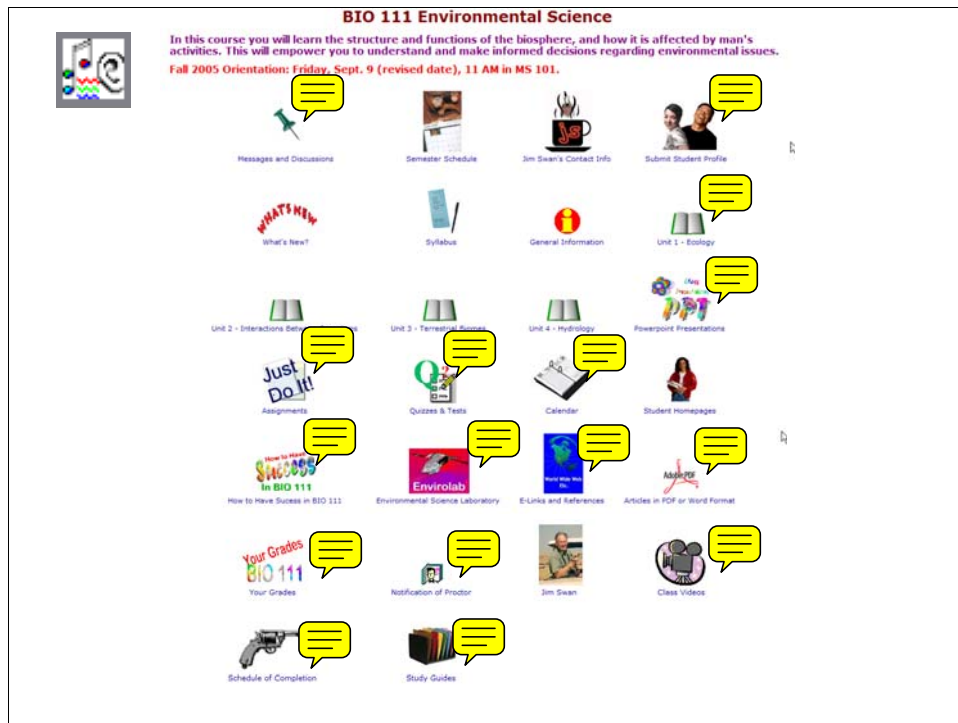 BIO 111 Environmental Science
In this course you will learn the structure and functions of the biosphere, and how it is affected by man's
activities. This will empower you to understand and make informed decisions regarding environmental issues.
Fall 2005 Orientation: Friday, Sept. 9 (revised date), 11 AM in MS 101.
js
Messages and Discussions
Semester Schedule
Jim Swan's Contact Info
Submit Student Profile
WHAT'S NEW
i
What's New?
Syllabus
General Information
Unit 1 - Ecology
PPT
Unit 2 - Interactions
Unit 3 - Terrestrial Biomes
Unit 4 - Hydrology
Powerpoint Presentations
Just
Do It!
Q
Assignments
Quizzes & Tests
Calendar
Student Homepages
How to Have
Success
In BIO 111
Envirolab
World Wide Web
Adobe PDF
How to Have Sucess in BIO 111
Environmental Science Laboratory
E-Links and References
Articles in PDF or Word Format
Your Grades
BIO 111
Your Grades
Notification of Proctor
Jim Swan
Class Videos
Schedule of Completion
Study Guides